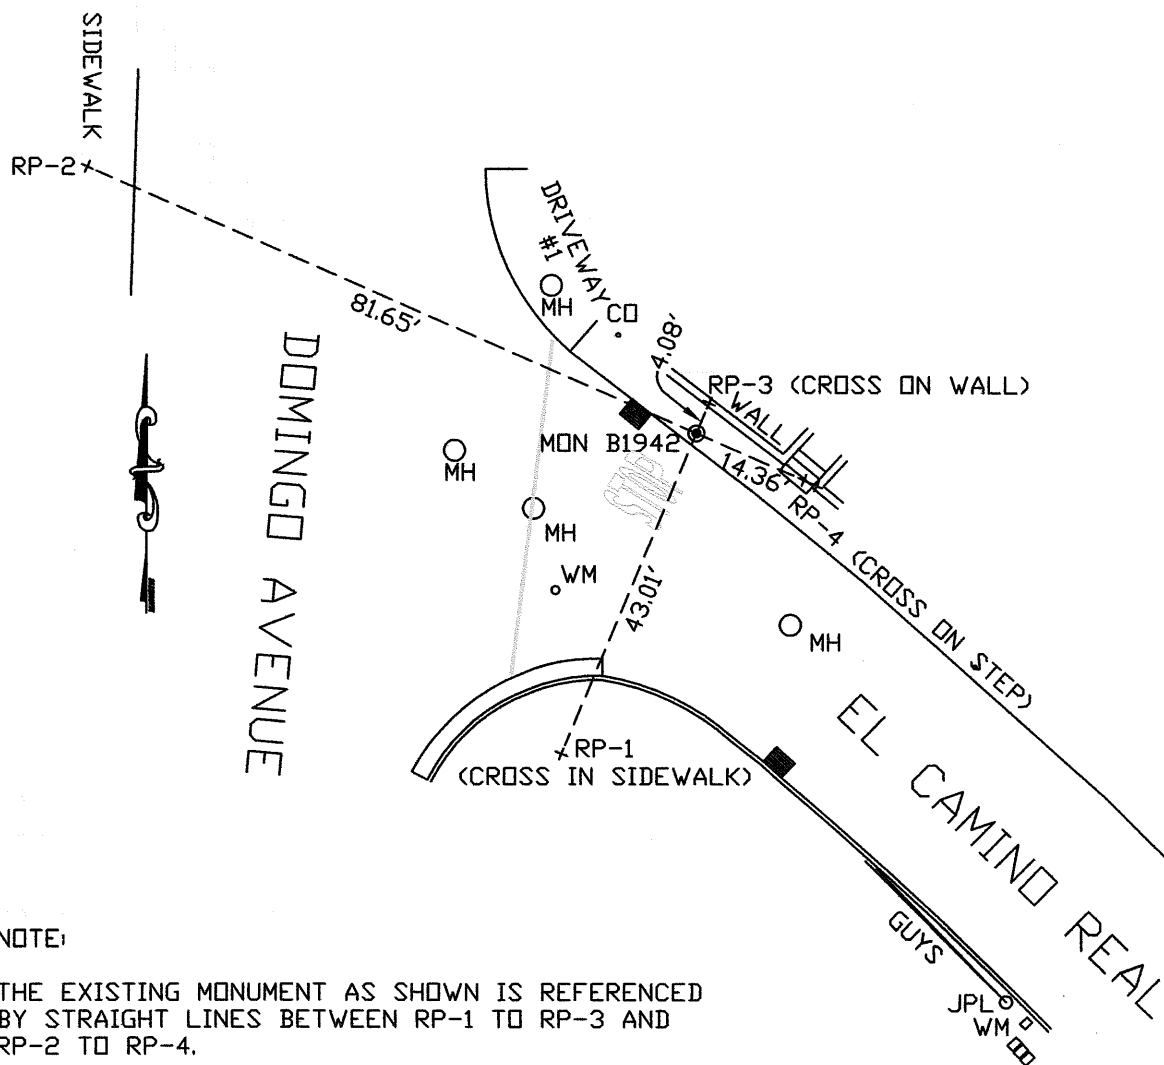 SIDEWALK
RP-2
DRIVEWAY
#1
MH
CO
81.65'
4.08'
RP-3 (CROSS ON WALL)
WALL
DOMINGO AVENUE
MON B1942
MH
STOP
14.36'
RP-4 (CROSS ON STEP)
MH
WM
43.01'
MH
RP-1
(CROSS IN SIDEWALK)
EL CAMINO REAL
GUYS
JPL
WM
NOTE:
THE EXISTING MONUMENT AS SHOWN IS REFERENCED
BY STRAIGHT LINES BETWEEN RP-1 TO RP-3 AND
RP-2 TO RP-4.